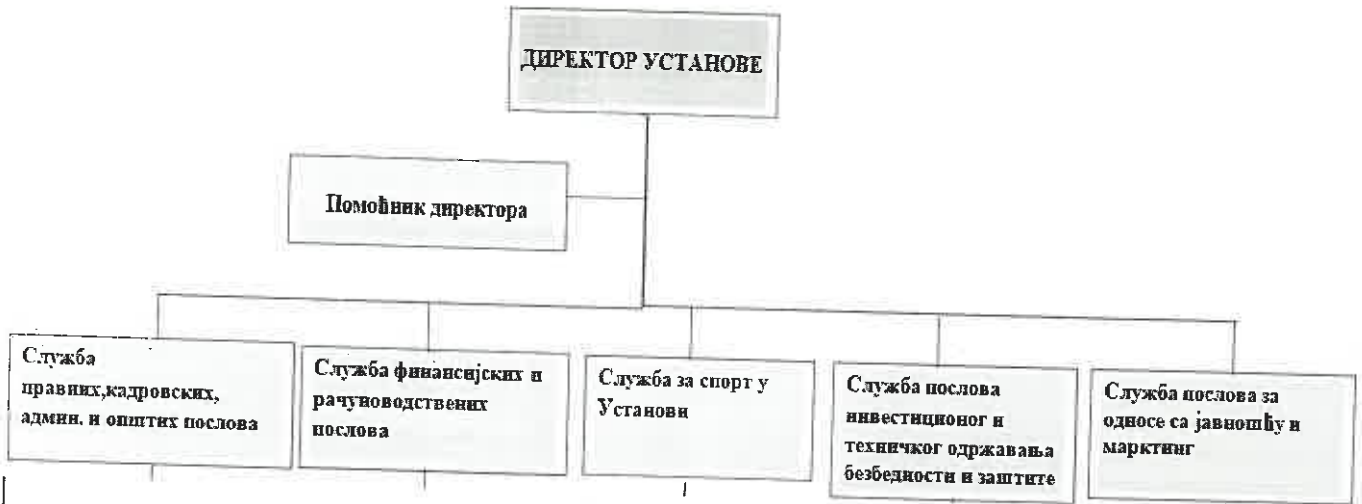 ДИРЕКТОР УСТАНОВЕ
Помоћник директора
Служба
правних,кадровских,
админ. и општих послова
Служба финансијских и
рачуноводствених
послова
Служба за спорт у
Установи
Служба послова
инвестиционог и
техничког одржавања
безбедности и заштите
Служба послова за
односе са јавношћу и
марктинг